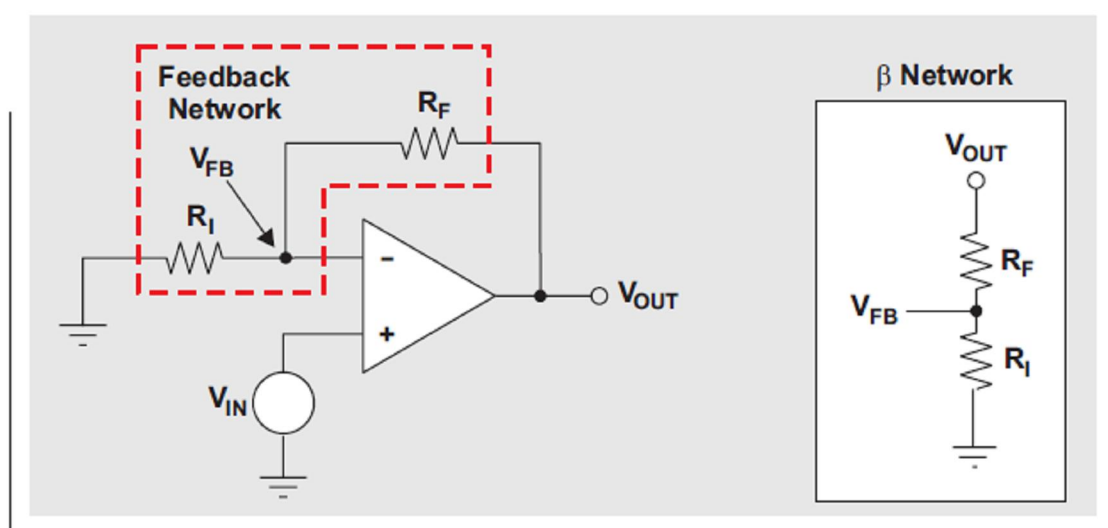 Feedback
Network
R_F
V_FB
R_I
−
+
V_OUT
V_IN
β Network
V_OUT
R_F
V_FB
R_I